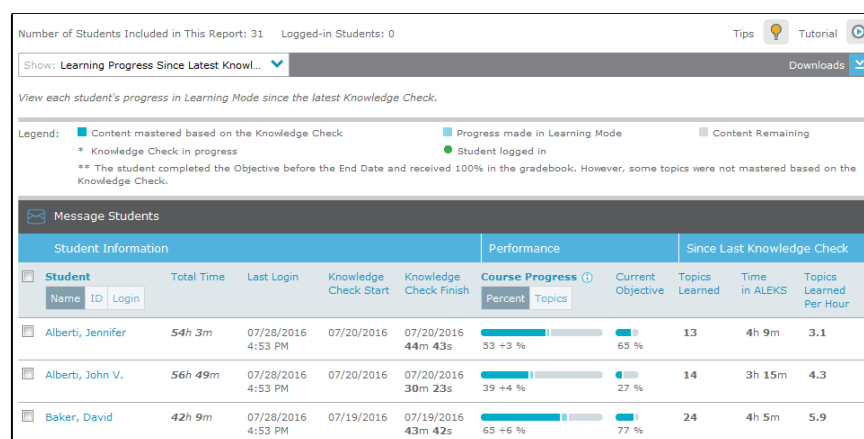 Number of Students Included in This Report: 31 Logged-in Students: 0 Tips Tutorial
Show: Learning Progress Since Latest Knowl... Downloads
View each student's progress in Learning Mode since the latest Knowledge Check.
Legend: Content mastered based on the Knowledge Check Progress made in Learning Mode Content Remaining
* Knowledge Check in progress Student logged in
** The student completed the Objective before the End Date and received 100% in the gradebook. However, some topics were not mastered based on the
Knowledge Check.
Message Students
Student Information Performance Since Last Knowledge Check
Student Total Time Last Login Knowledge Knowledge Course Progress Current Topics Time Topics
Check Start Check Finish Objective Learned in ALEKS Learned
Name ID Login Percent Topics Per Hour
Alberti, Jennifer 54h 3m 07/28/2016 07/20/2016 07/20/2016 13 4h 9m 3.1
4:53 PM 44m 43s 53 +3 % 65 %
Alberti, John V. 56h 49m 07/28/2016 07/20/2016 07/20/2016 14 3h 15m 4.3
4:53 PM 30m 23s 39 +4 % 27 %
Baker, David 42h 9m 07/28/2016 07/19/2016 07/19/2016 24 4h 5m 5.9
4:53 PM 43m 42s 65 +6 % 77 %